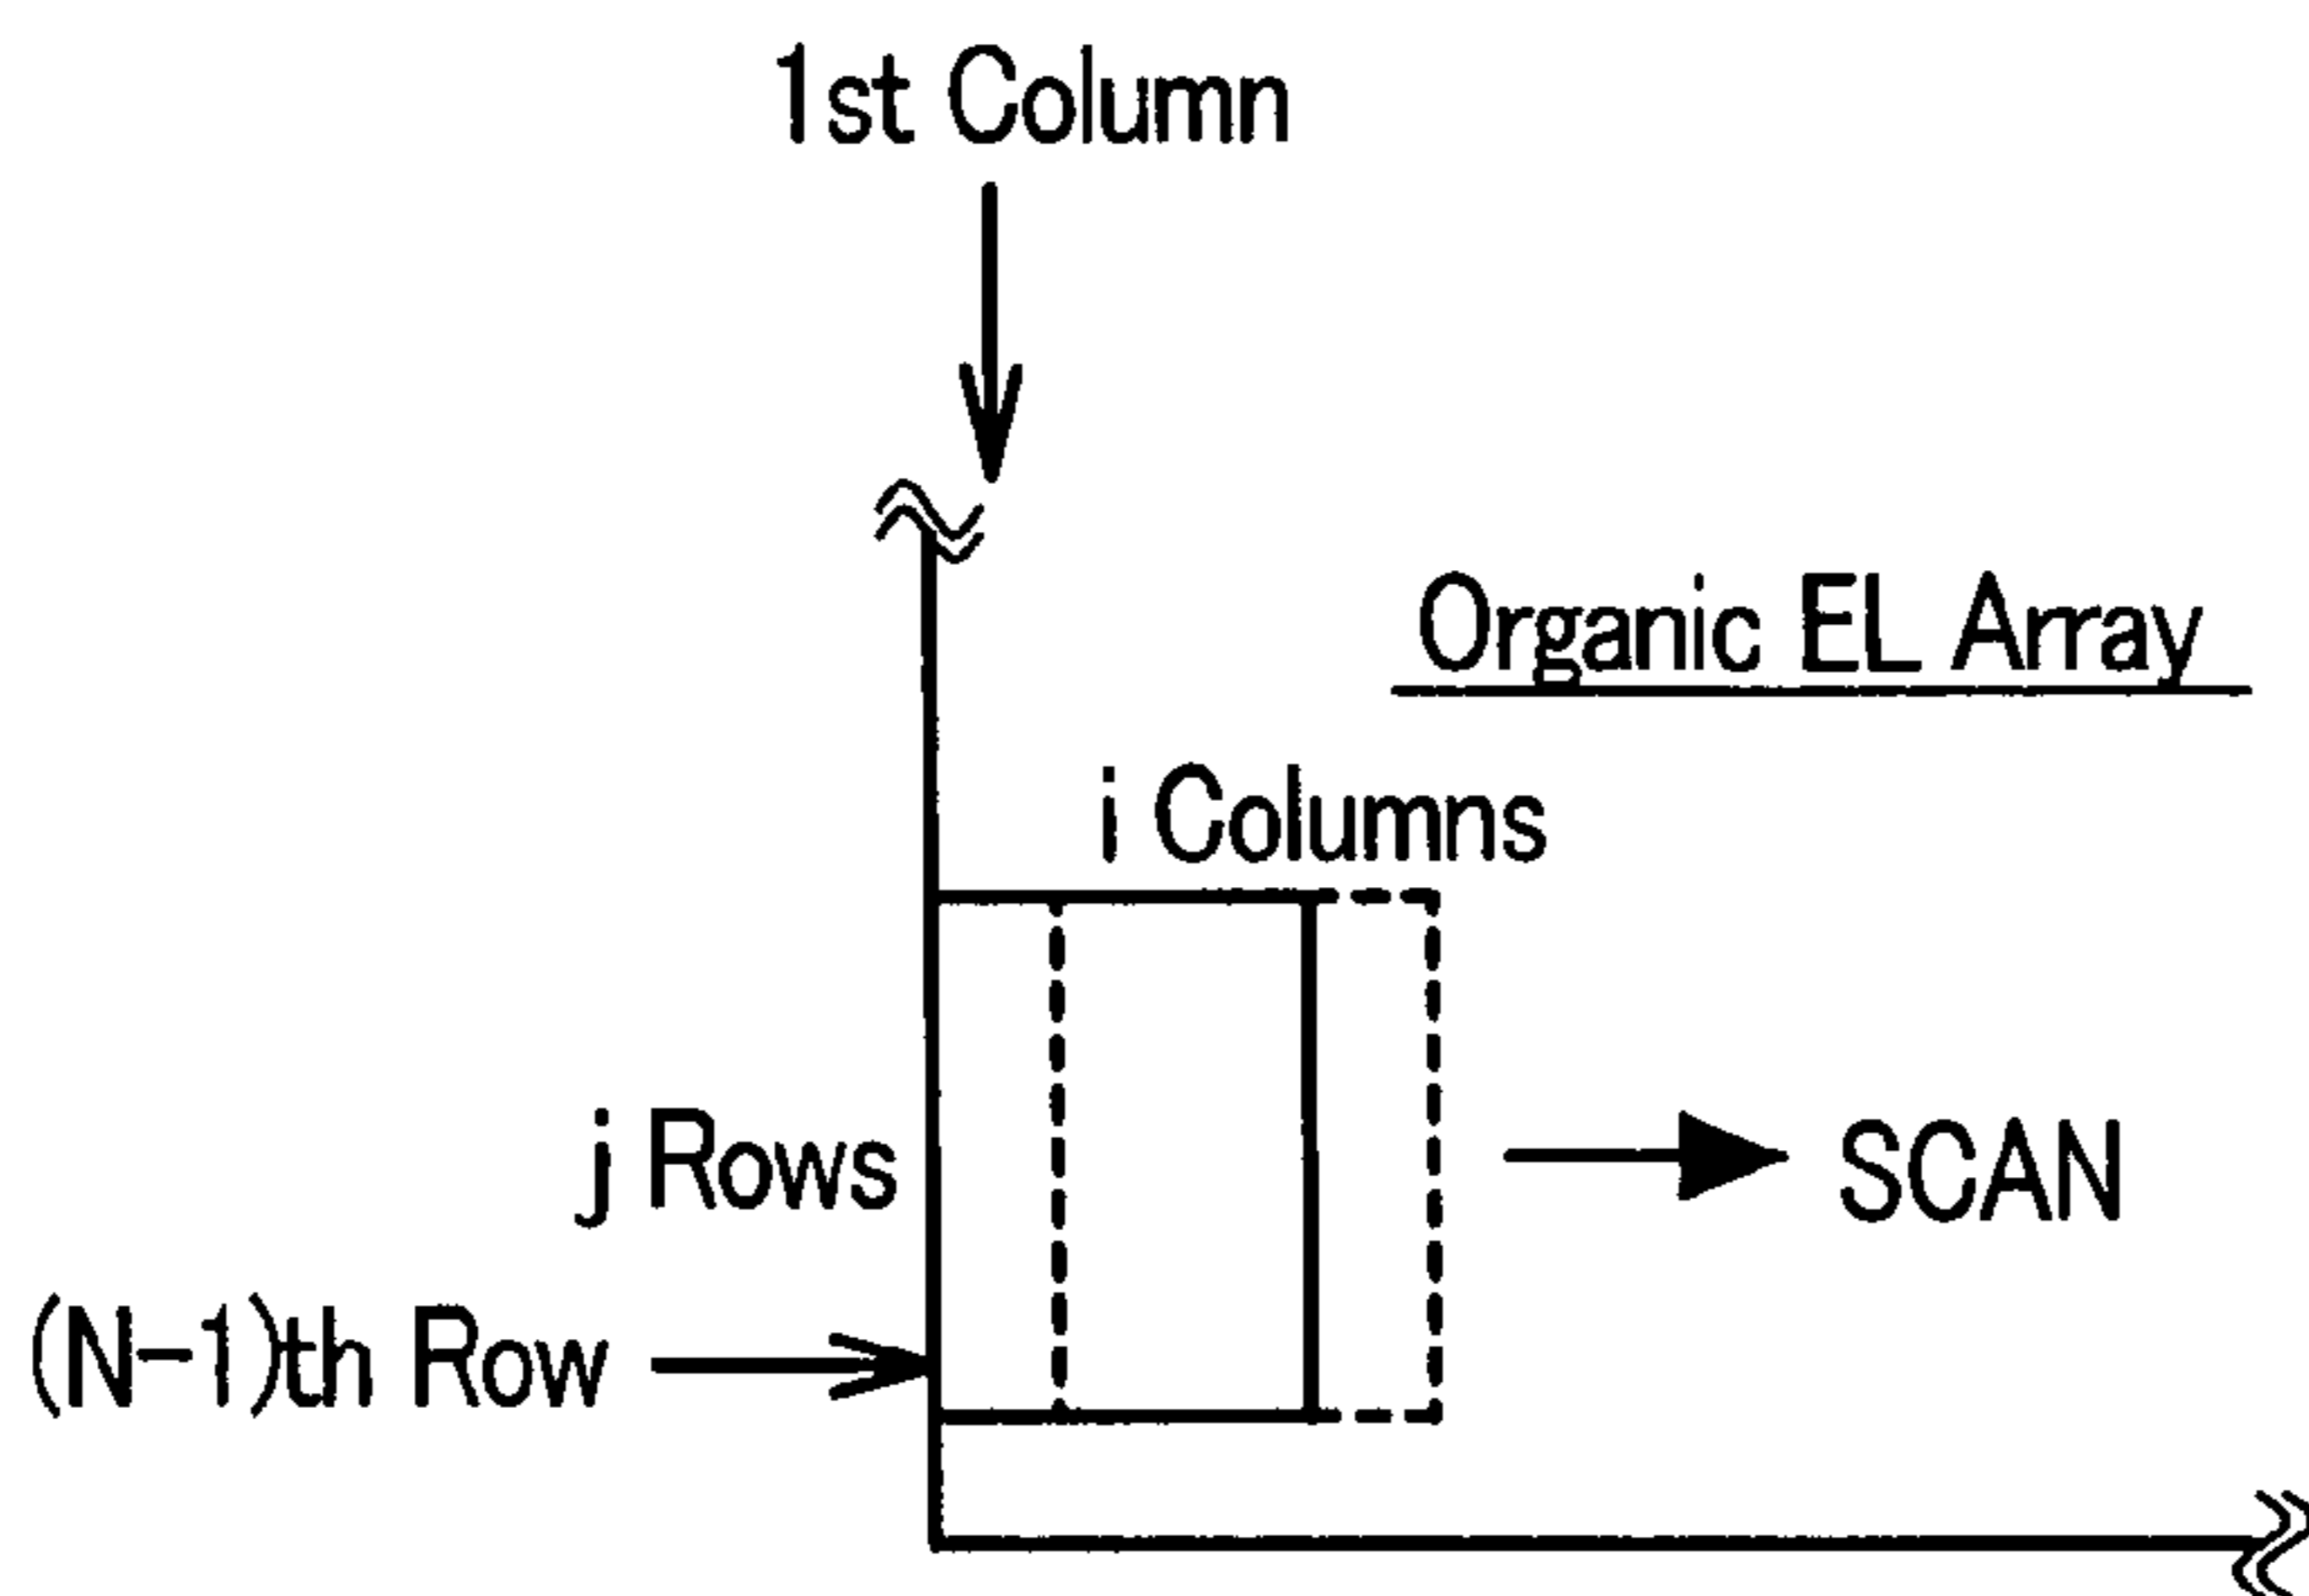 1st Column
Organic EL Array
i Columns
j Rows
SCAN
(N-1)th Row